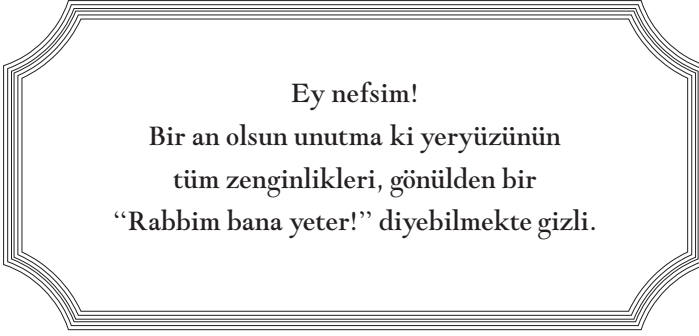 Ey nefsim!
Bir an olsun unutma ki yeryüzünün
tüm zenginlikleri, gönülden bir
“Rabbim bana yeter!” diyebilmekte gizli.